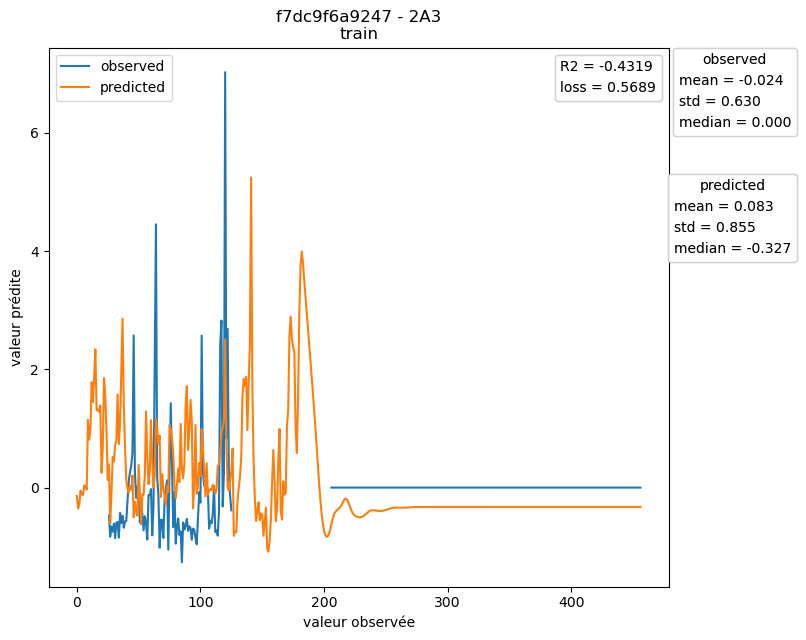 f7dc9f6a9247 - 2A3
train
observed
predicted
R2 = -0.4319
loss = 0.5689
observed
mean = -0.024
std = 0.630
median = 0.000
predicted
mean = 0.083
std = 0.855
median = -0.327
valeur prédite
6
4
2
0
0 100 200 300 400
valeur observée